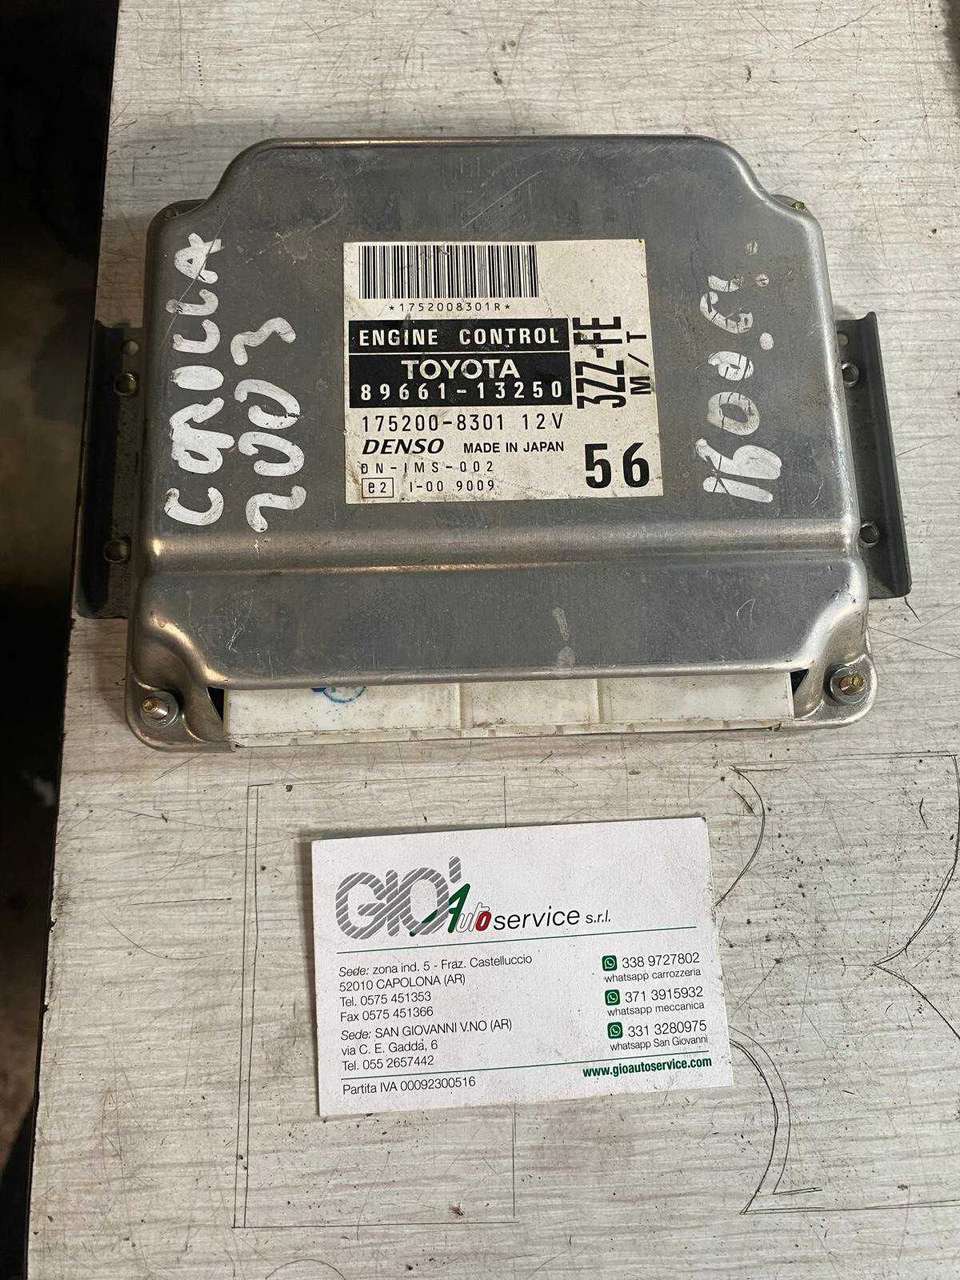 CORILLA
2003
*1752008301R*
ENGINE CONTROL
TOYOTA
89661-13250
3ZZ-FE
M/T
175200-8301 12V
DENSO MADE IN JAPAN
DN-IMS-002
e2 I-00 9009
56
1600
GIO' Auto service s.r.l.
Sede: zona ind. 5 - Fraz. Castelluccio
52010 CAPOLONA (AR)
Tel. 0575 451353
Fax 0575 451366
Sede: SAN GIOVANNI V.NO (AR)
via C. E. Gadda, 6
Tel. 055 2657442
Partita IVA 00092300516
338 9727802
whatsapp carrozzeria
371 3915932
whatsapp meccanica
331 3280975
whatsapp San Giovanni
www.gioautoservice.com